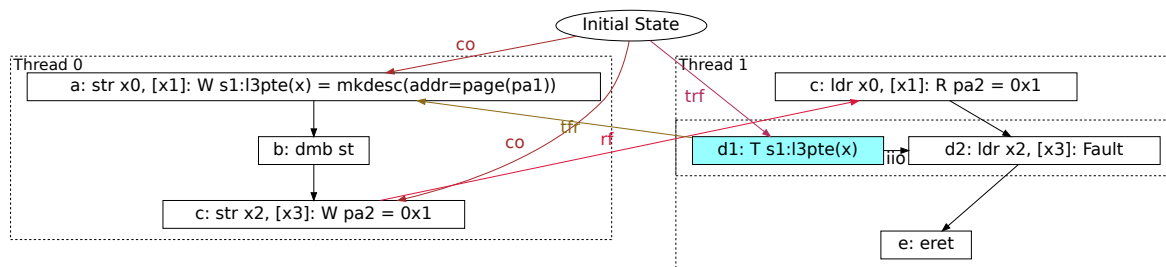 Initial State
co
Thread 0
Thread 1
a: str x0, [x1]: W s1:l3pte(x) = mkdesc(addr=page(pa1))
c: ldr x0, [x1]: R pa2 = 0x1
trf
tfr
rf
co
b: dmb st
d1: T s1:l3pte(x)
iio
d2: ldr x2, [x3]: Fault
c: str x2, [x3]: W pa2 = 0x1
e: eret